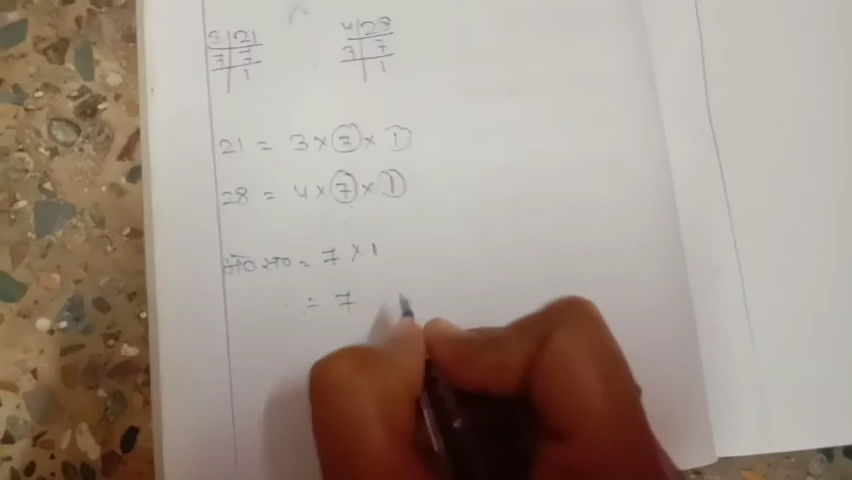 3|21 4|28
7|7 7|7
|1 |1
21 = 3 × 7 × 1
28 = 4 × 7 × 1
= 7 × 1
= 7